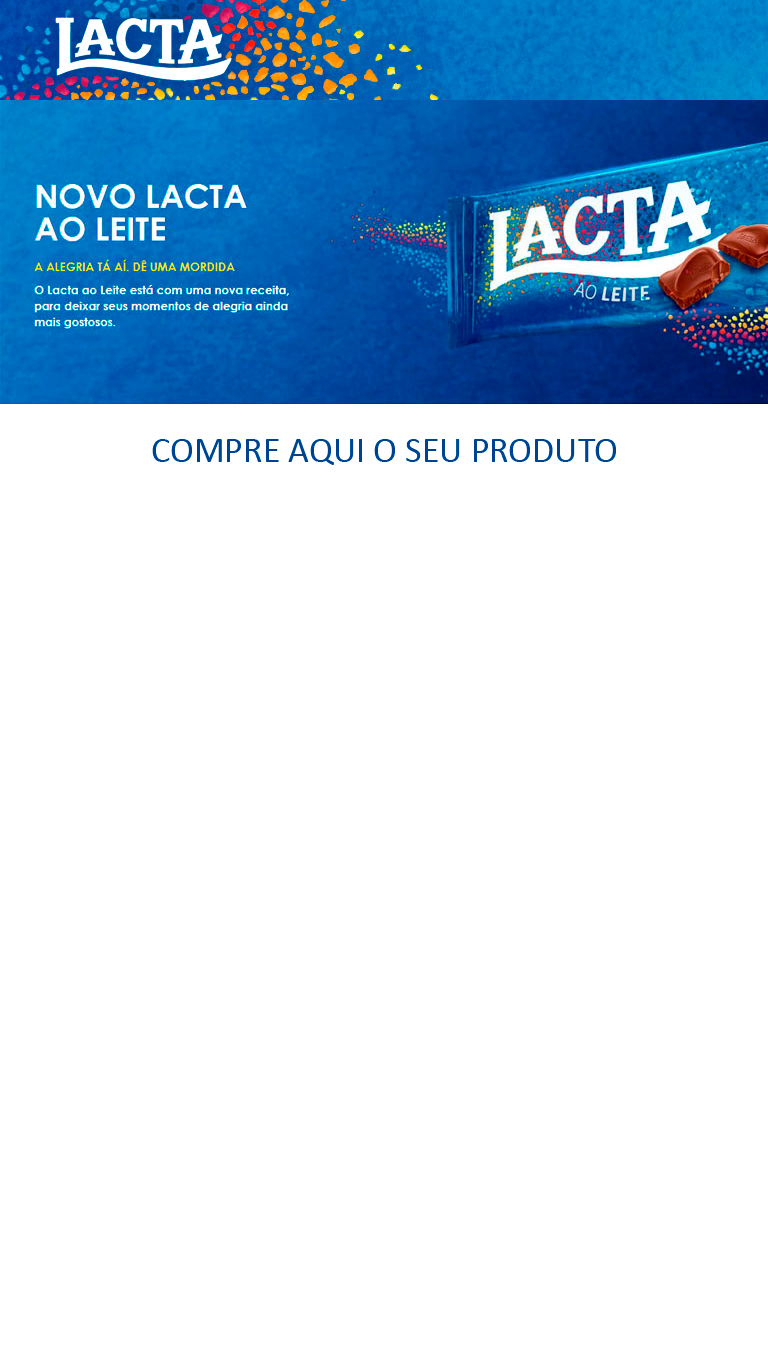 LACTA
NOVO LACTA
AO LEITE
A ALEGRIA TÁ AÍ. DÊ UMA MORDIDA
O Lacta ao Leite está com uma nova receita,
para deixar seus momentos de alegria ainda
mais gostosos.
LACTA
AO LEITE
COMPRE AQUI O SEU PRODUTO